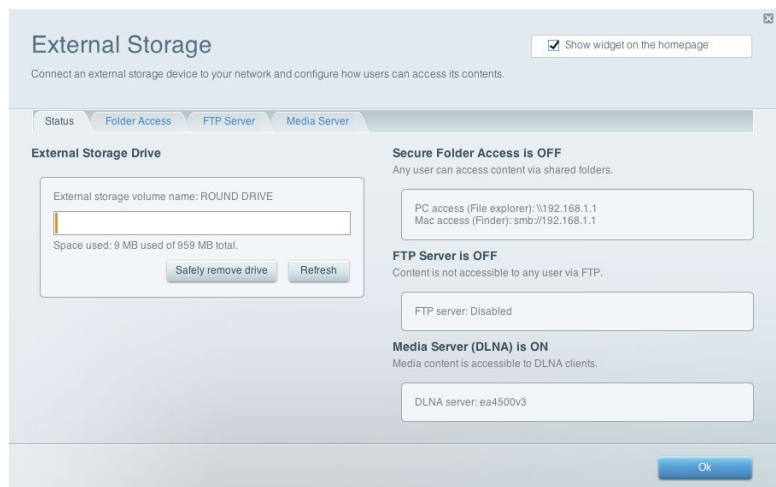 External Storage
Show widget on the homepage
Connect an external storage device to your network and configure how users can access its contents.
Status
Folder Access
FTP Server
Media Server
External Storage Drive
External storage volume name: ROUND DRIVE
Space used: 9 MB used of 959 MB total.
Safely remove drive
Refresh
Secure Folder Access is OFF
Any user can access content via shared folders.
PC access (File explorer): \\192.168.1.1
Mac access (Finder): smb://192.168.1.1
FTP Server is OFF
Content is not accessible to any user via FTP.
FTP server: Disabled
Media Server (DLNA) is ON
Media content is accessible to DLNA clients.
DLNA server: ea4500v3
Ok